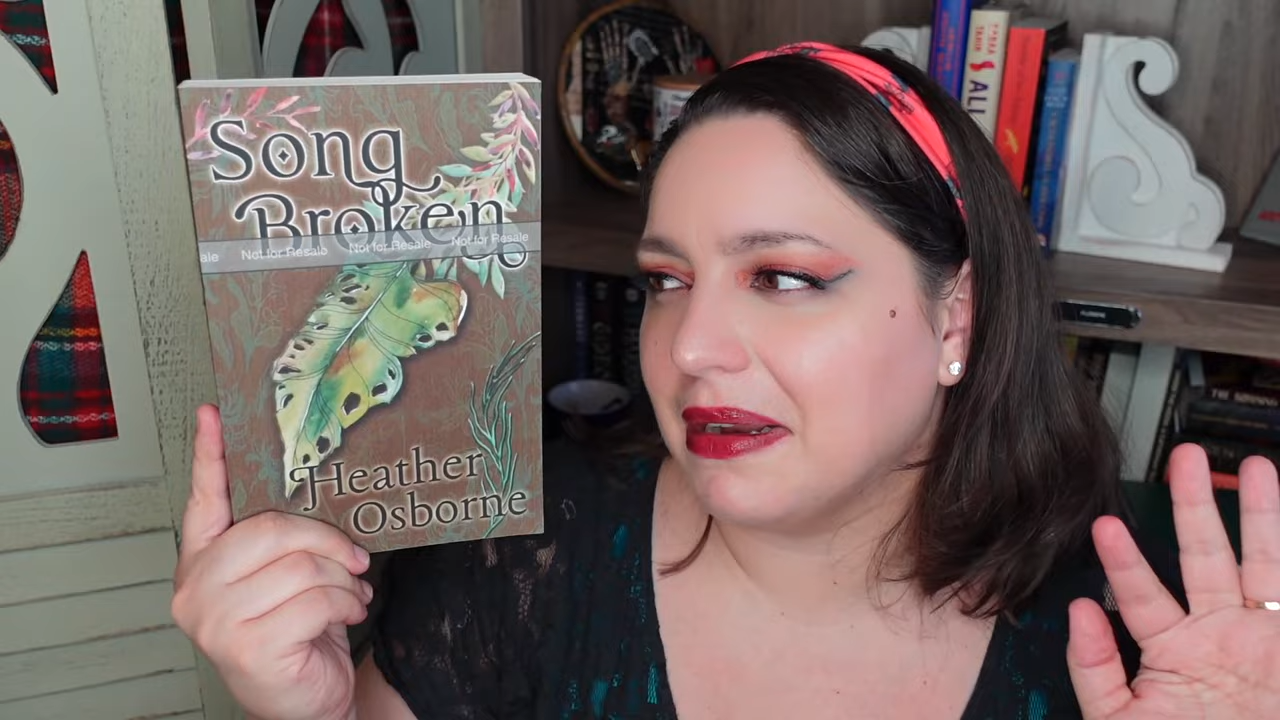 Song
Broken
ale Not for Resale Not for Resale Not for Resale
Heather
Osborne
ALL